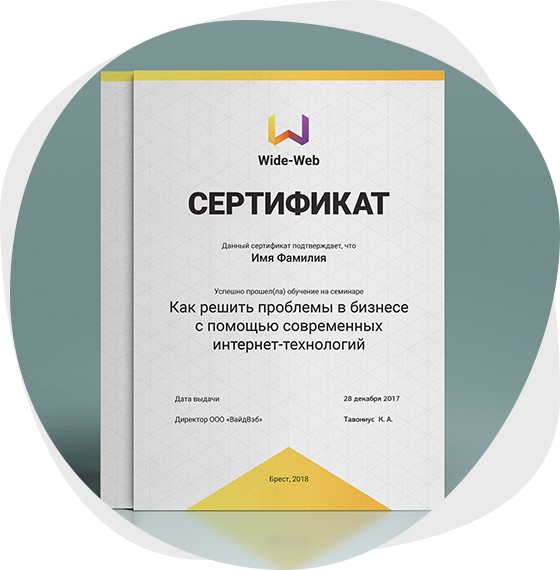 Wide-Web
СЕРТИФИКАТ
Данный сертификат подтверждает, что
Имя Фамилия
Успешно прошел(ла) обучение на семинаре
Как решить проблемы в бизнесе
с помощью современных
интернет-технологий
Дата выдачи 28 декабря 2017
Директор ООО «ВайдВэб» Тавониус К. А.
Брест, 2018